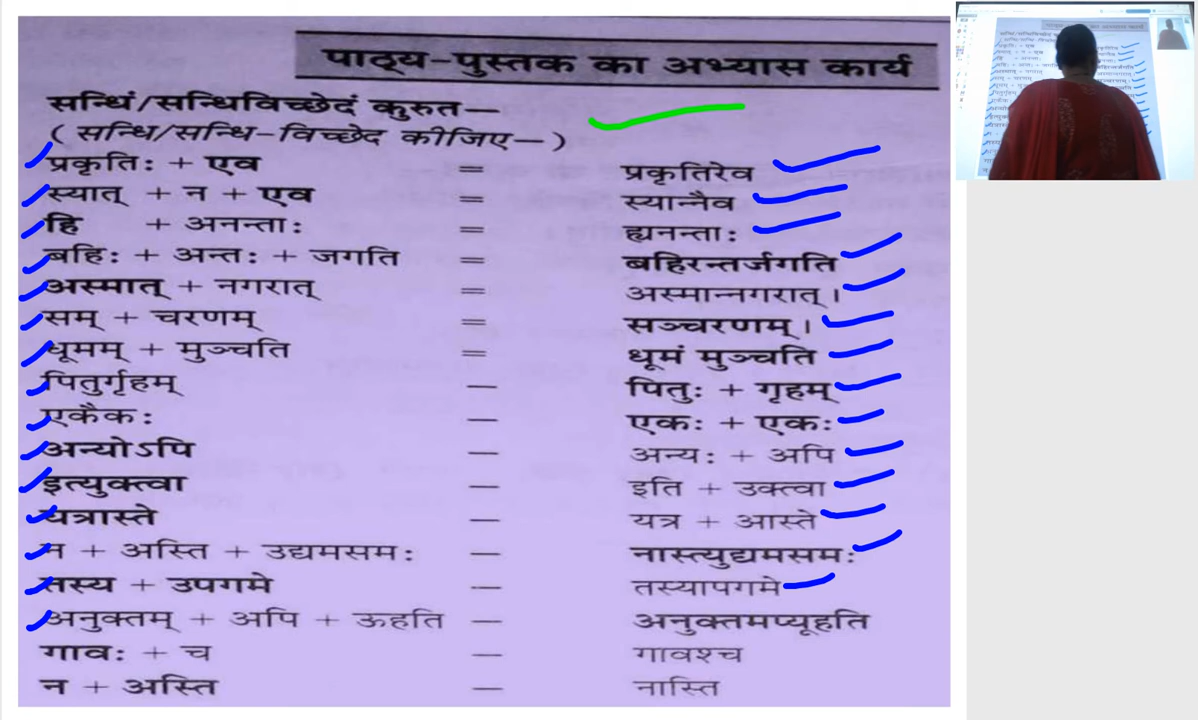 पाठ्य-पुस्तक का अभ्यास कार्य
सन्धिं/सन्धिविच्छेदं कुरुत—
( सन्धि/सन्धि-विच्छेद कीजिए— )
प्रकृतिः + एव = प्रकृतिरेव
स्यात् + न + एव = स्यान्नैव
हि + अनन्ताः = ह्यनन्ताः
बहिः + अन्तः + जगति = बहिरन्तर्जगति
अस्मात् + नगरात् = अस्मान्नगरात्।
सम् + चरणम् = सञ्चरणम्।
धूमम् + मुञ्चति = धूमं मुञ्चति
पितुर्गृहम् — पितुः + गृहम्
एकैकः — एकः + एकः
अन्योऽपि — अन्यः + अपि
इत्युक्त्वा — इति + उक्त्वा
यत्रास्ते — यत्र + आस्ते
न + अस्ति + उद्यमसमः — नास्त्युद्यमसमः
तस्य + उपगमे — तस्यापगमे
अनुक्तम् + अपि + ऊहति — अनुक्तमप्यूहति
गावः + च — गावश्च
न + अस्ति — नास्ति